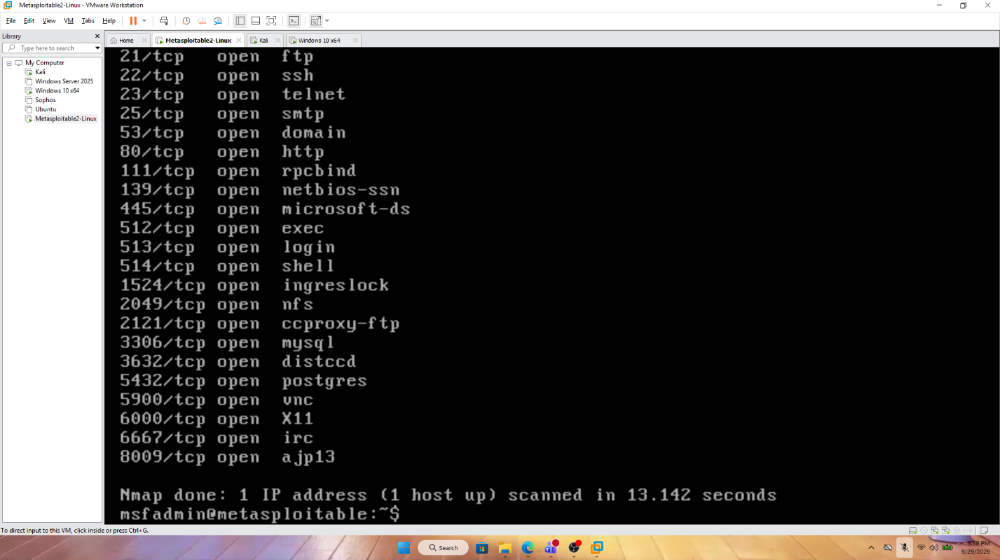 Metasploitable2-Linux - VMware Workstation
File Edit View VM Tabs Help
Library
Type here to search
My Computer
Kali
Windows Server 2025
Windows 10 x64
Sophos
Ubuntu
Metasploitable2-Linux
Home Metasploitable2-Linux Kali Windows 10 x64
21/tcp open ftp
22/tcp open ssh
23/tcp open telnet
25/tcp open smtp
53/tcp open domain
80/tcp open http
111/tcp open rpcbind
139/tcp open netbios-ssn
445/tcp open microsoft-ds
512/tcp open exec
513/tcp open login
514/tcp open shell
1524/tcp open ingreslock
2049/tcp open nfs
2121/tcp open ccproxy-ftp
3306/tcp open mysql
3632/tcp open distccd
5432/tcp open postgres
5900/tcp open vnc
6000/tcp open X11
6667/tcp open irc
8009/tcp open ajp13
Nmap done: 1 IP address (1 host up) scanned in 13.142 seconds
msfadmin@metasploitable:~$
To direct input to this VM, click inside or press Ctrl+G.
Search
:58 PM
9/29/2026